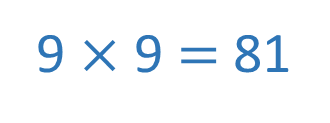 9 × 9 = 81